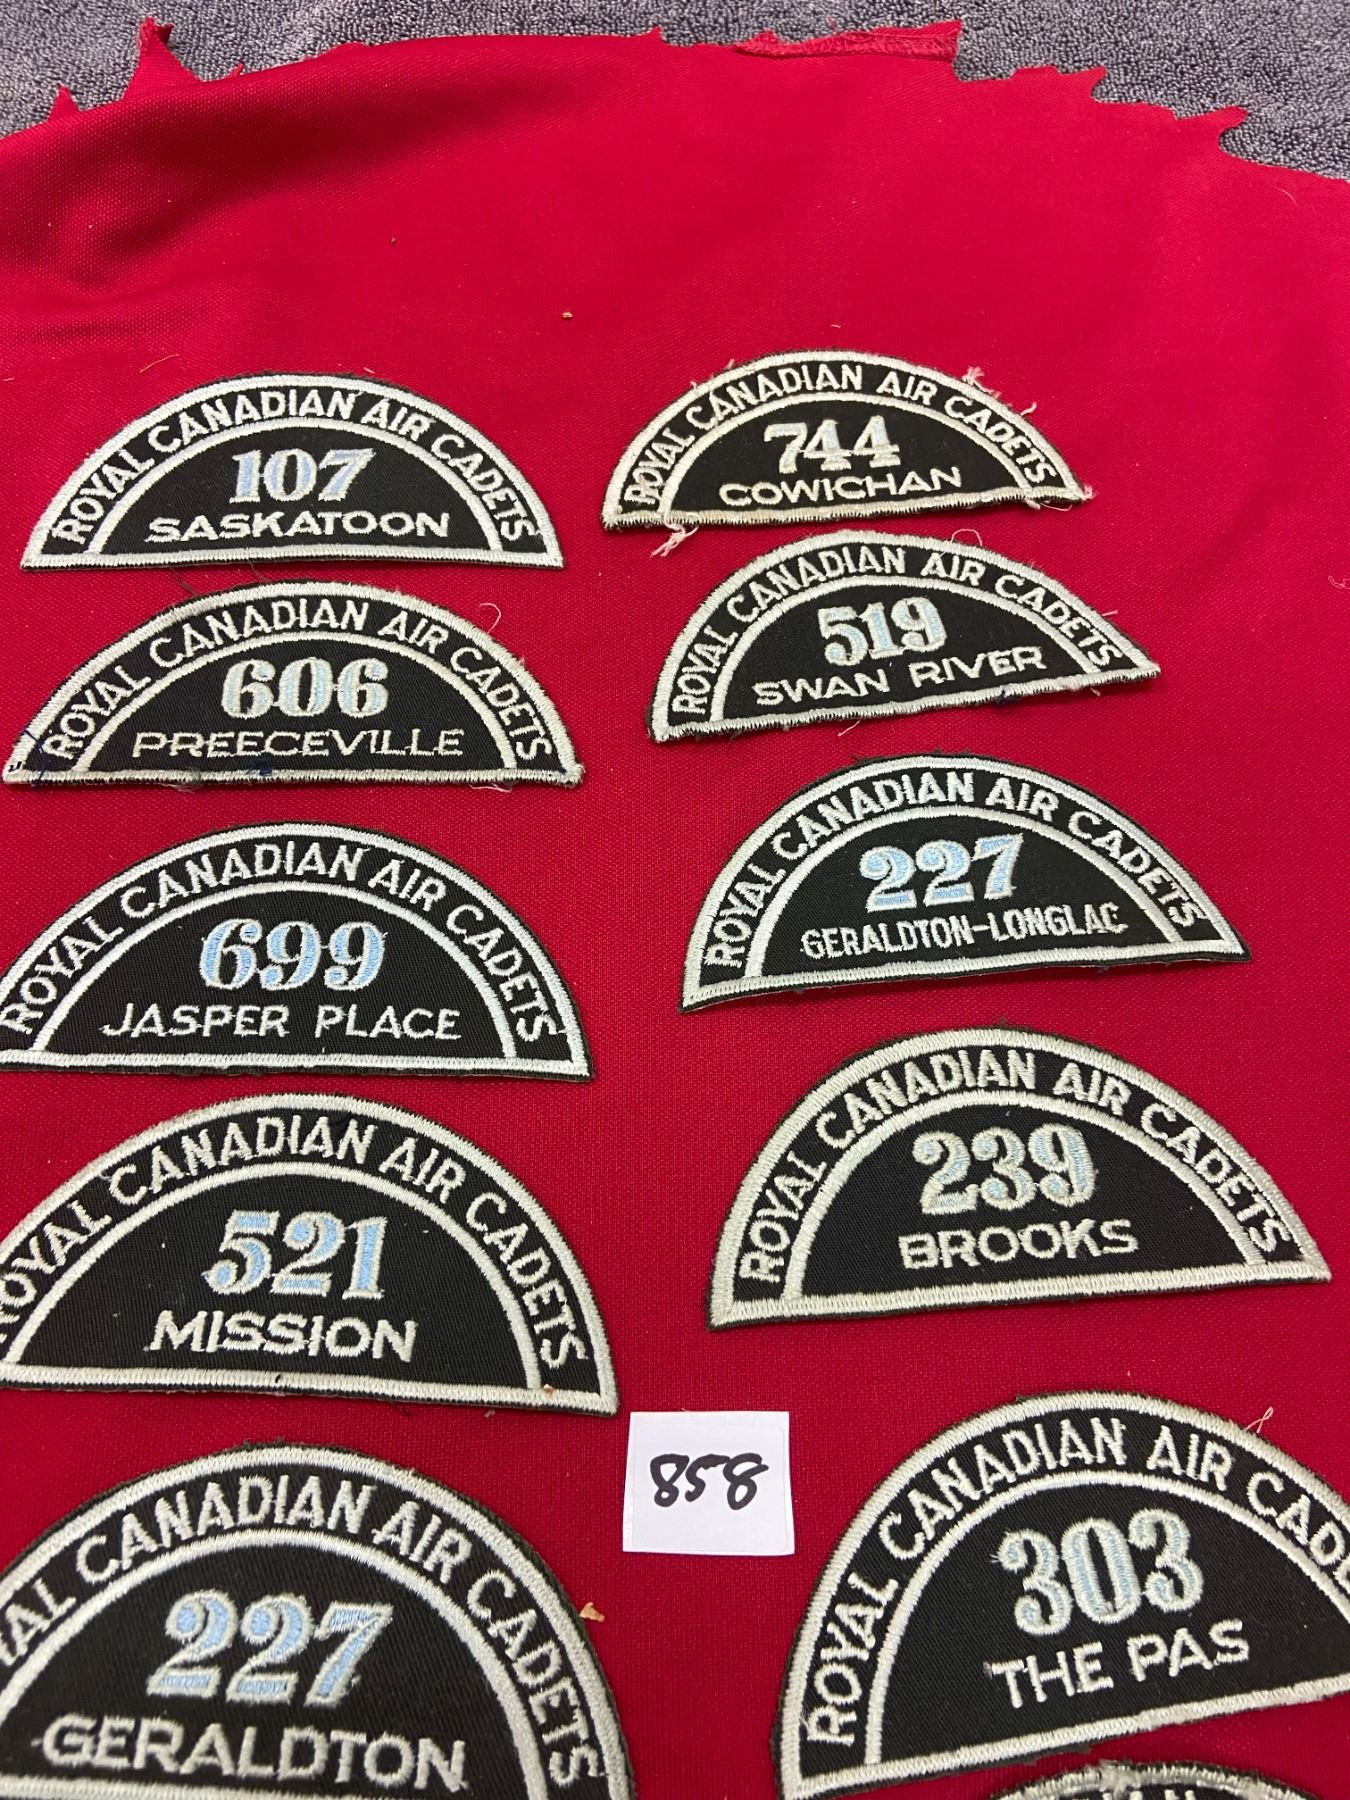 ROYAL CANADIAN AIR CADETS
107
SASKATOON
ROYAL CANADIAN AIR CADETS
744
COWICHAN
ROYAL CANADIAN AIR CADETS
606
PREECEVILLE
ROYAL CANADIAN AIR CADETS
519
SWAN RIVER
ROYAL CANADIAN AIR CADETS
699
JASPER PLACE
ROYAL CANADIAN AIR CADETS
227
GERALDTON-LONGLAC
ROYAL CANADIAN AIR CADETS
521
MISSION
ROYAL CANADIAN AIR CADETS
239
BROOKS
858
CANADIAN AIR CADETS
227
GERALDTON
ROYAL CANADIAN AIR
303
THE PAS